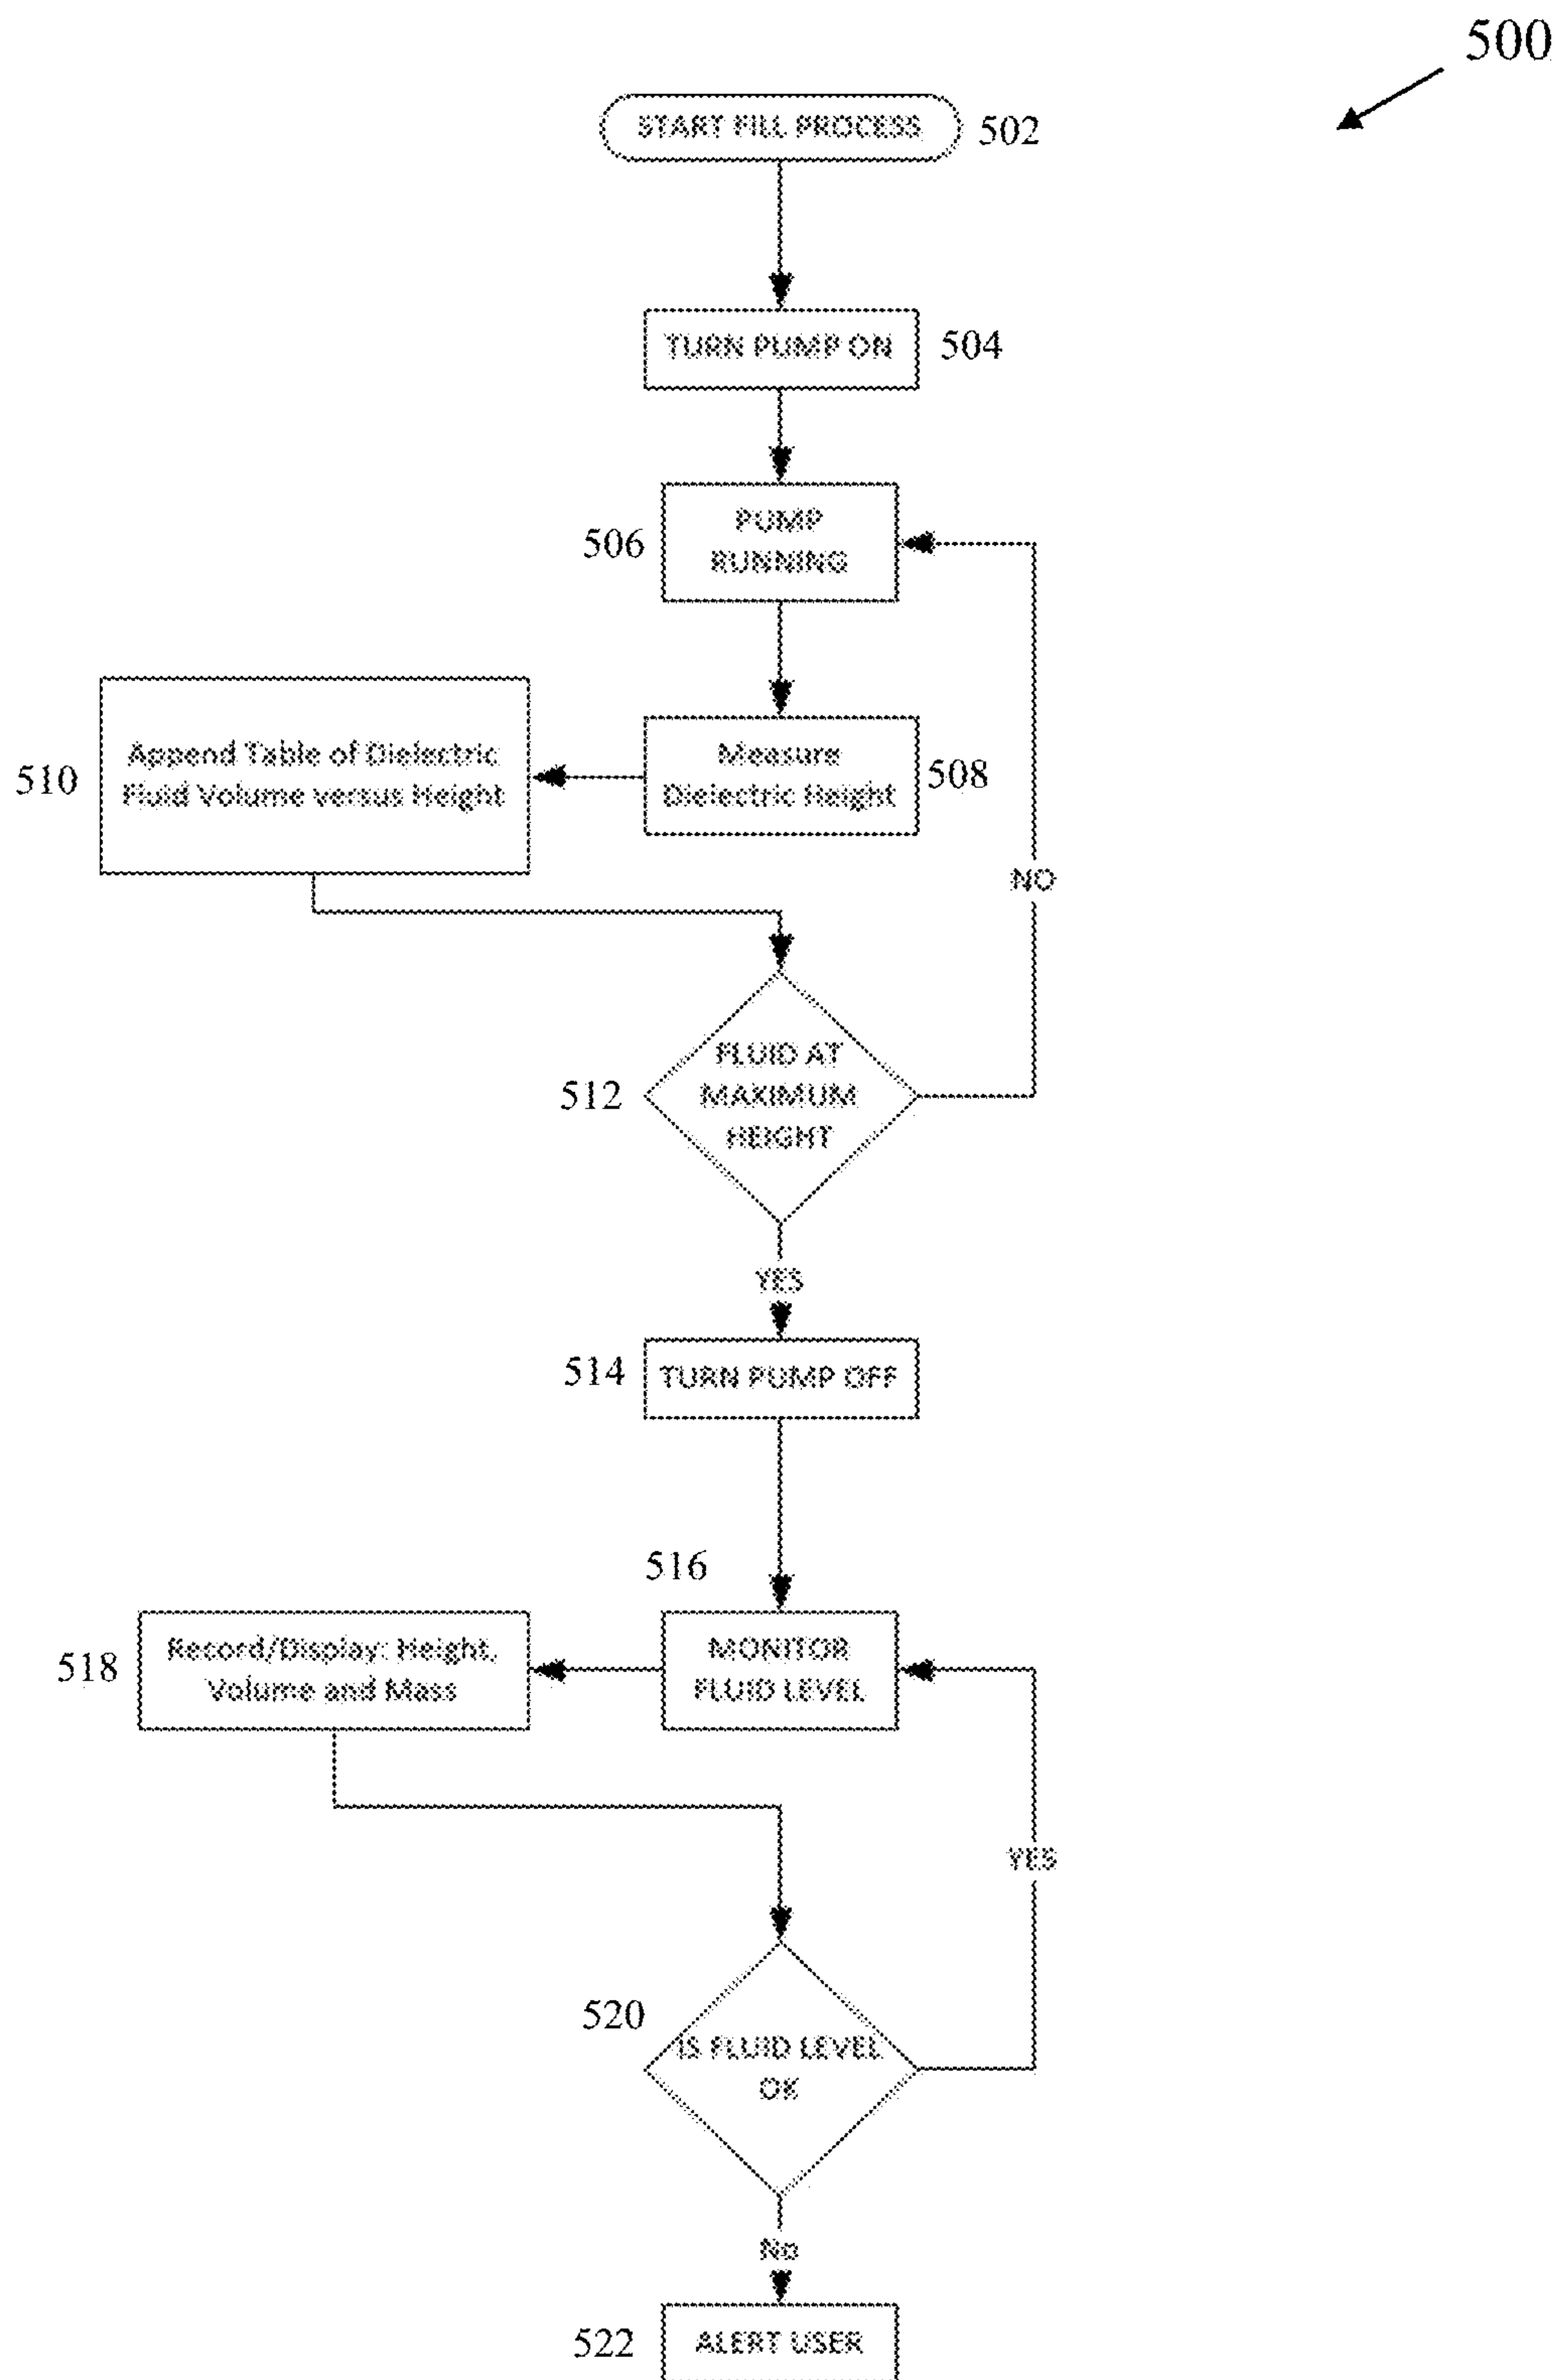 500
START FILL PROCESS
502
TURN PUMP ON
504
506
PUMP
RUNNING
510
Append Table of Dielectric
Fluid Volume versus Height
Measure
Dielectric Height
508
NO
512
FLUID AT
MAXIMUM
HEIGHT
YES
514
TURN PUMP OFF
516
518
Record/Display: Height,
Volume and Mass
MONITOR
FLUID LEVEL
YES
520
IS FLUID LEVEL
OK
No
522
ALERT USER